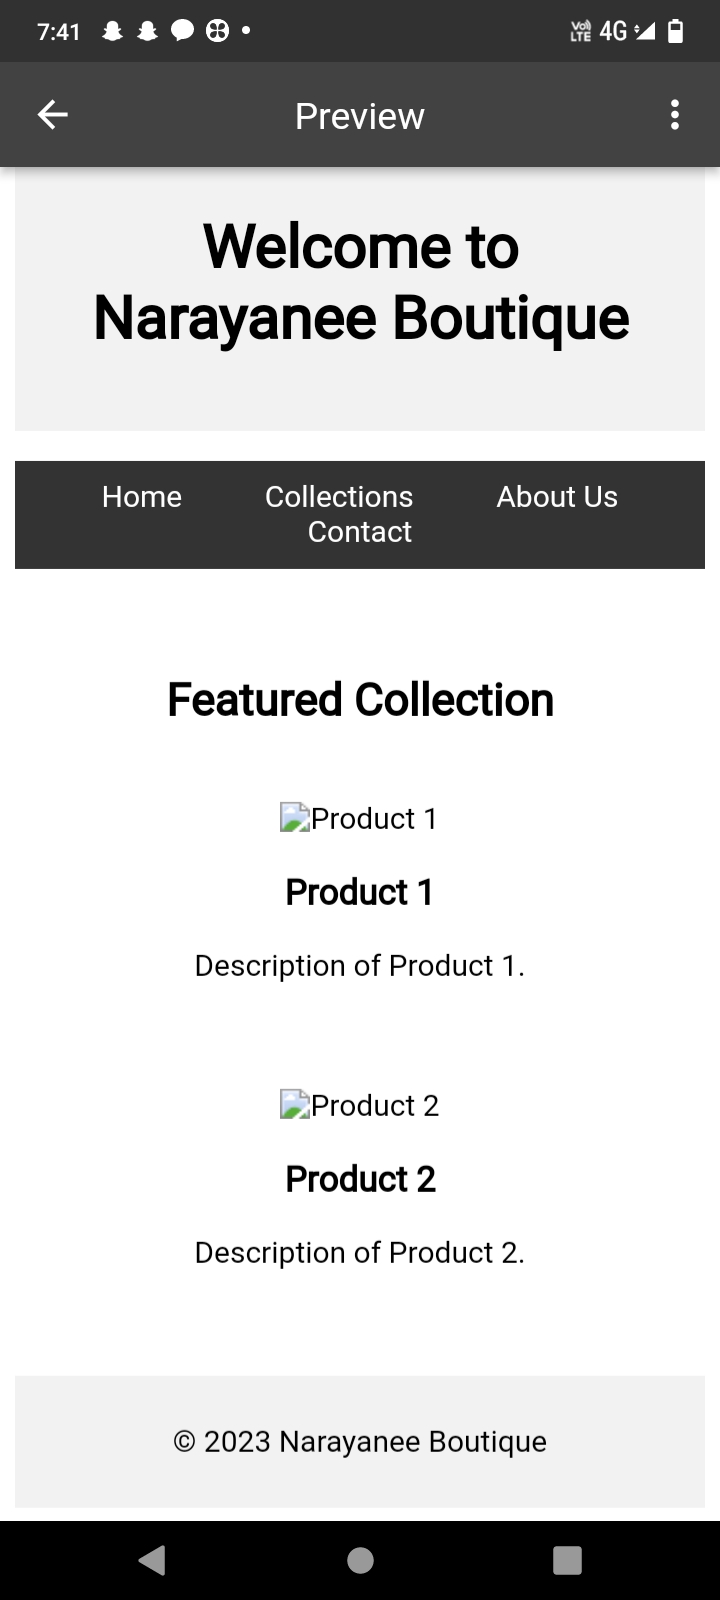 7:41
VoI) LTE 4G
Preview
Welcome to
Narayanee Boutique
Home Collections About Us
Contact
Featured Collection
Product 1
Product 1
Description of Product 1.
Product 2
Product 2
Description of Product 2.
© 2023 Narayanee Boutique